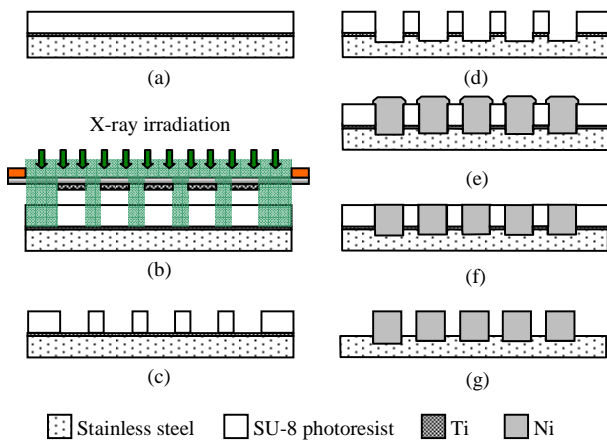 (a)
X-ray irradiation
(b)
(c)
(d)
(e)
(f)
(g)
Stainless steel SU-8 photoresist Ti Ni